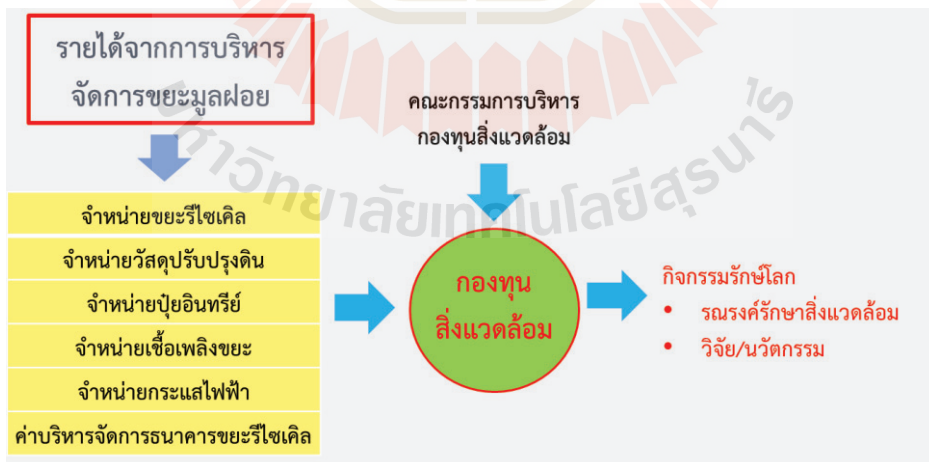 รายได้จากการบริหาร
จัดการขยะมูลฝอย
จำหน่ายขยะรีไซเคิล
จำหน่ายวัสดุปรับปรุงดิน
จำหน่ายปุ๋ยอินทรีย์
จำหน่ายเชื้อเพลิงขยะ
จำหน่ายกระแสไฟฟ้า
ค่าบริหารจัดการธนาคารขยะรีไซเคิล
คณะกรรมการบริหาร
กองทุนสิ่งแวดล้อม
กองทุน
สิ่งแวดล้อม
กิจกรรมรักษ์โลก
• รณรงค์รักษาสิ่งแวดล้อม
• วิจัย/นวัตกรรม
มหาวิทยาลัยเทคโนโลยีสุรนารี